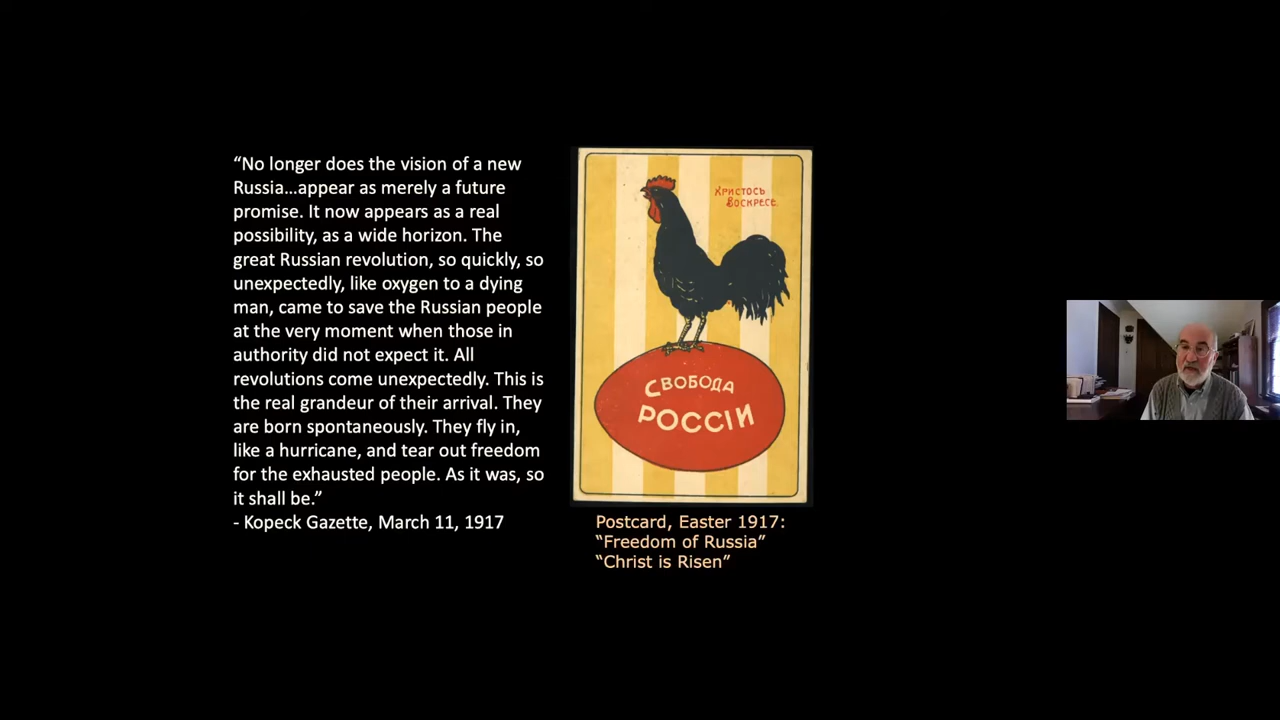 “No longer does the vision of a new
Russia...appear as merely a future
promise. It now appears as a real
possibility, as a wide horizon. The
great Russian revolution, so quickly, so
unexpectedly, like oxygen to a dying
man, came to save the Russian people
at the very moment when those in
authority did not expect it. All
revolutions come unexpectedly. This is
the real grandeur of their arrival. They
are born spontaneously. They fly in,
like a hurricane, and tear out freedom
for the exhausted people. As it was, so
it shall be.”
- Kopeck Gazette, March 11, 1917
Христосъ
Воскресе.
Свобода
Россіи
Postcard, Easter 1917:
“Freedom of Russia”
“Christ is Risen”